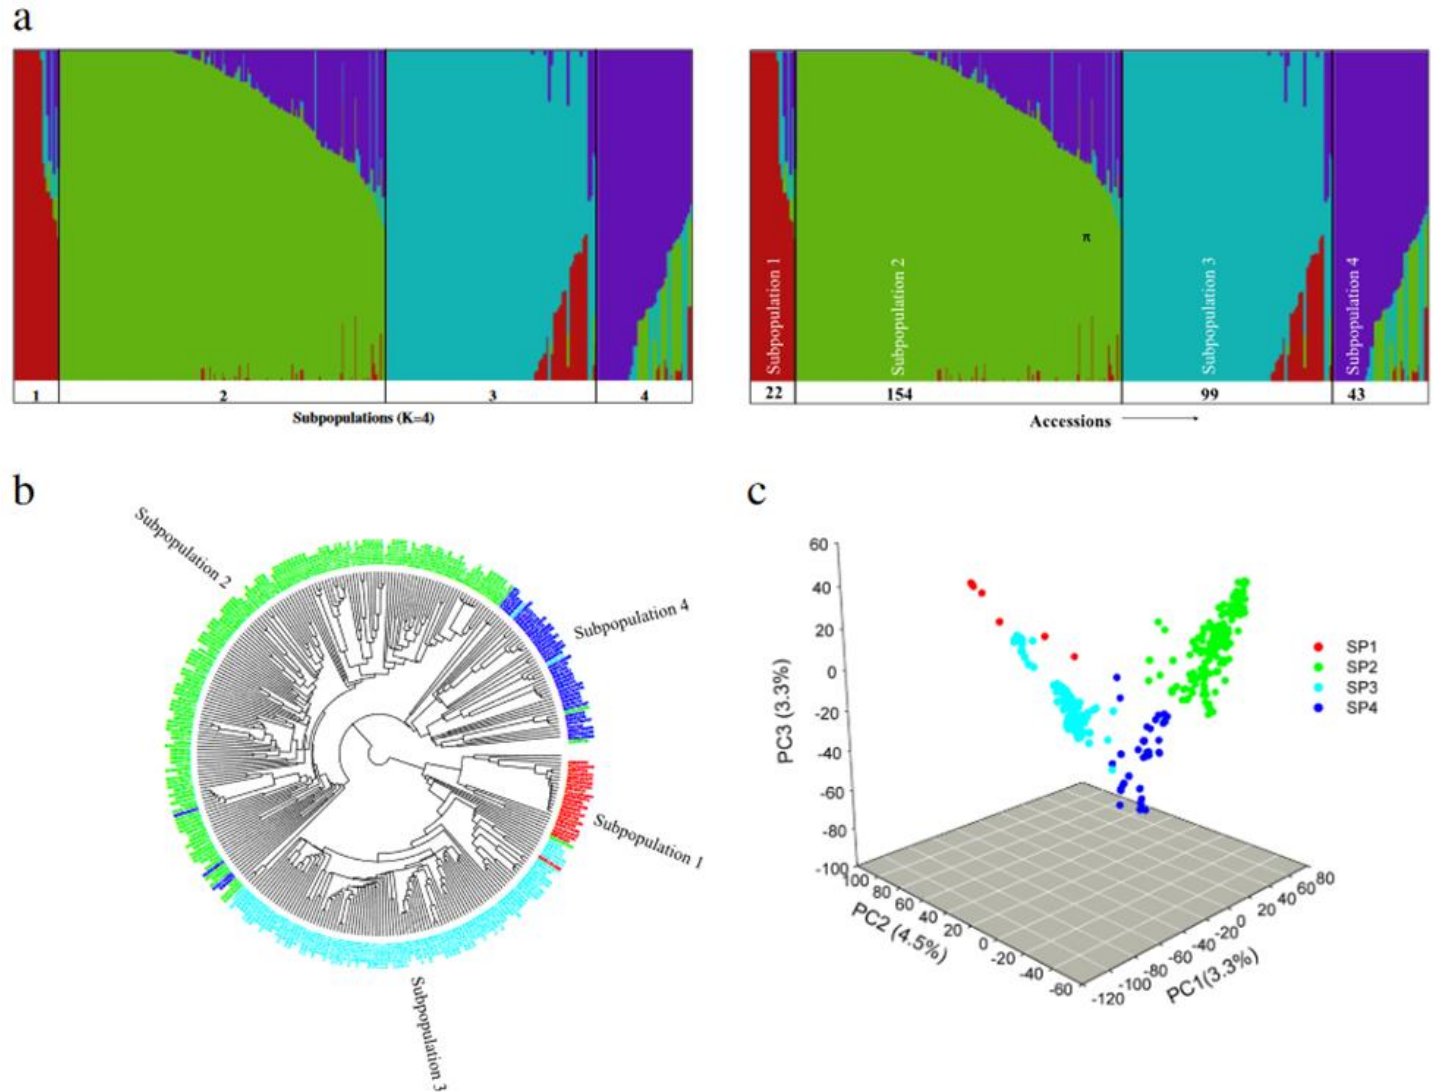 a
1 2 3 4
Subpopulations (K=4)
Subpopulation 1
Subpopulation 2
π
Subpopulation 3
Subpopulation 4
22 154 99 43
Accessions
b
Subpopulation 2
Subpopulation 4
Subpopulation 1
Subpopulation 3
c
PC3 (3.3%)
60
40
20
0
-20
-40
-60
-80
-100
100 80 60 40 20 0 -20 -40 -60
PC2 (4.5%)
-120 -100 -80 -60 -40 -20 0 20 40 60 80
PC1(3.3%)
SP1
SP2
SP3
SP4